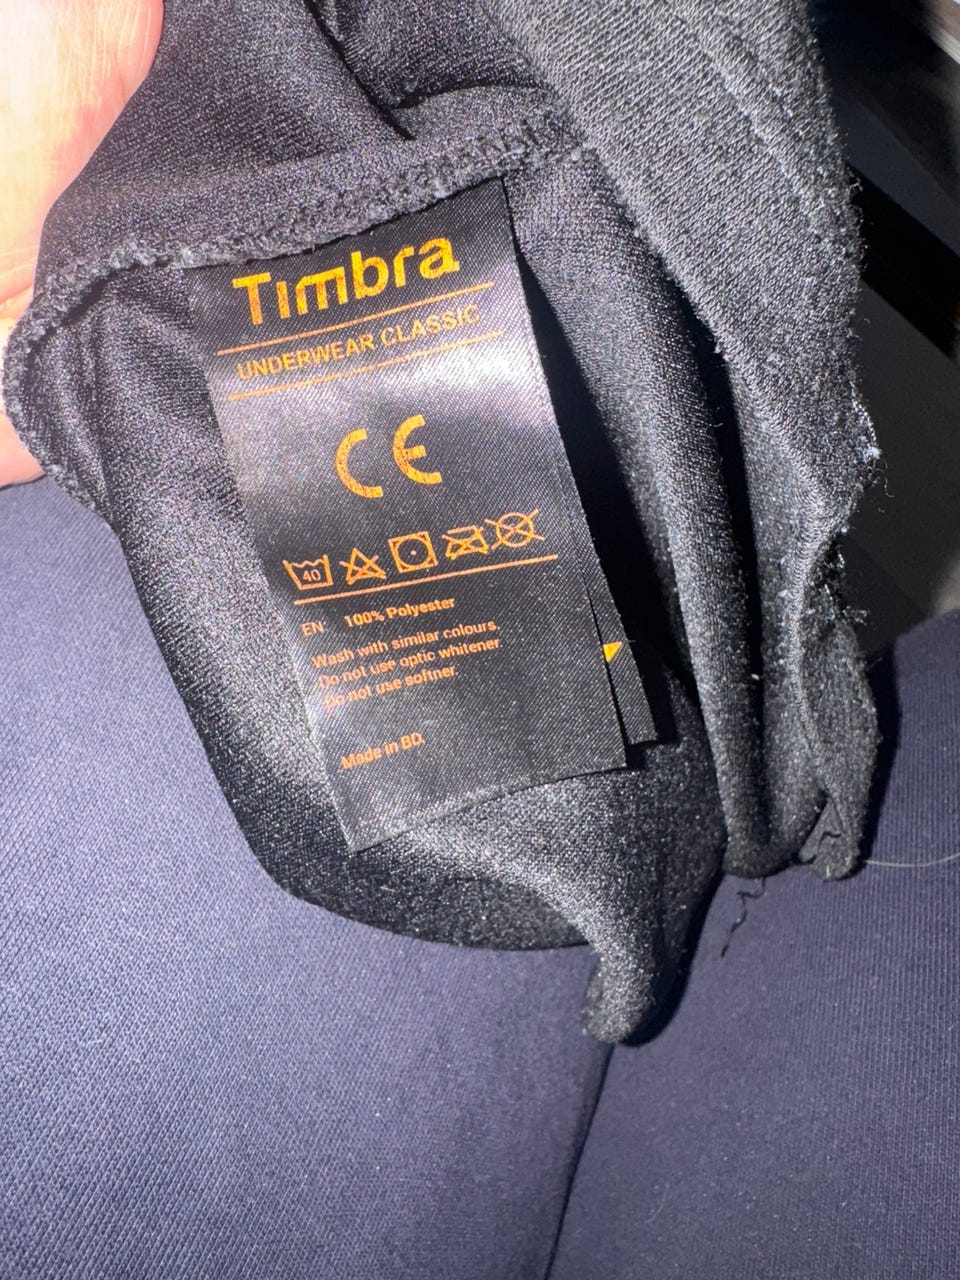 Timbra
UNDERWEAR CLASSIC
CE
40
EN 100% Polyester
Wash with similar colours.
Do not use optic whitener.
Do not use softner.
Made in BD.